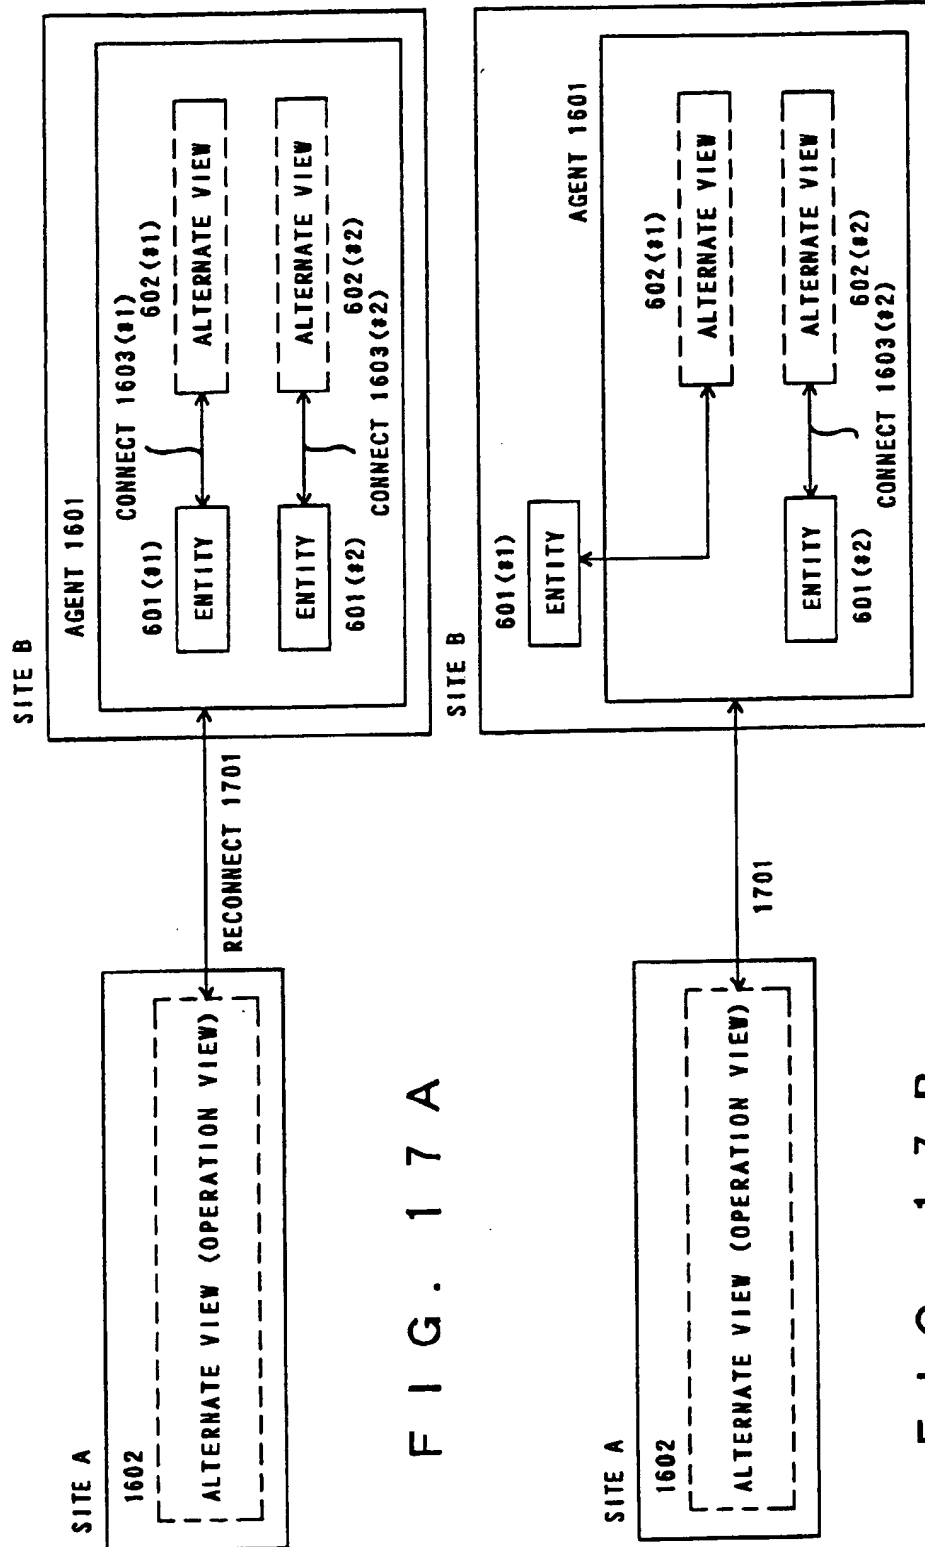 SITE A
1602
ALTERNATE VIEW (OPERATION VIEW)
RECONNECT 1701
SITE B
AGENT 1601
CONNECT 1603(#1)
601(#1)
602(#1)
ENTITY
ALTERNATE VIEW
ENTITY
ALTERNATE VIEW
601(#2)
602(#2)
CONNECT 1603(#2)
FIG. 17A
SITE A
1602
ALTERNATE VIEW (OPERATION VIEW)
1701
SITE B
601(#1)
ENTITY
AGENT 1601
602(#1)
ALTERNATE VIEW
ENTITY
ALTERNATE VIEW
601(#2)
602(#2)
CONNECT 1603(#2)